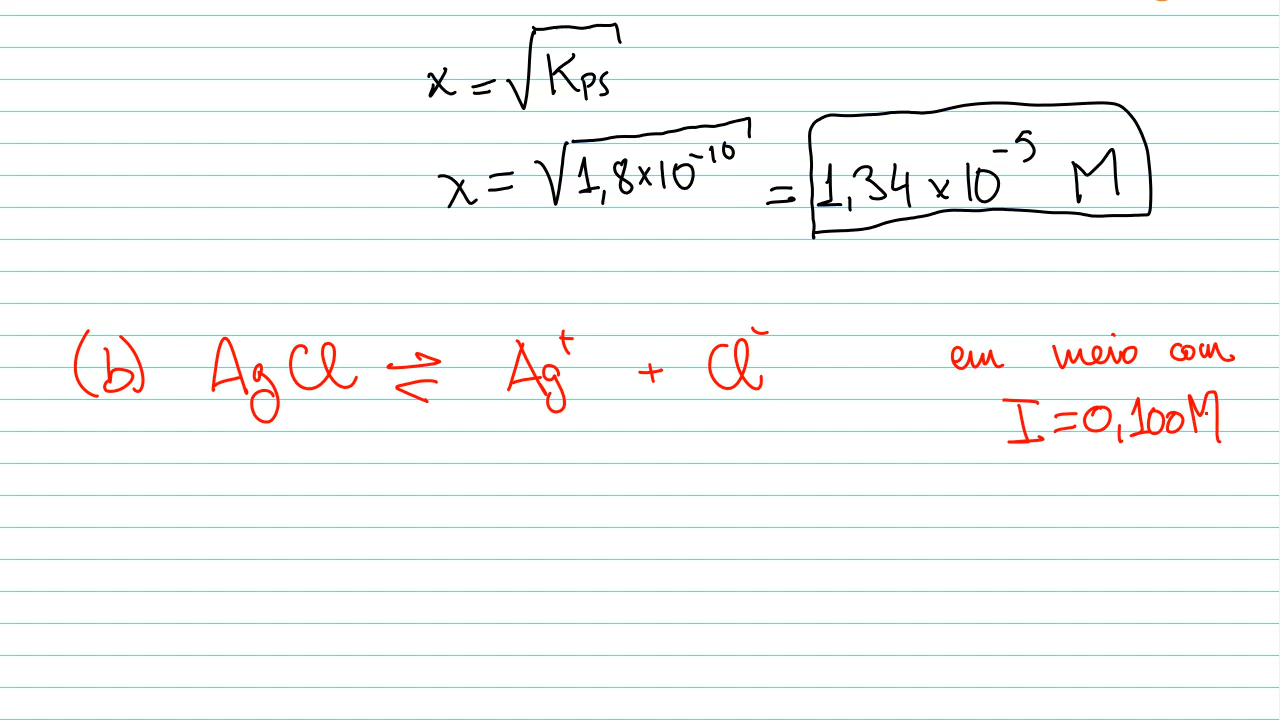 x = √Kps
x = √1,8x10⁻¹⁰ = 1,34 x 10⁻⁵ M
(b) AgCl ⇌ Ag⁺ + Cl⁻ em meio com
I = 0,100M